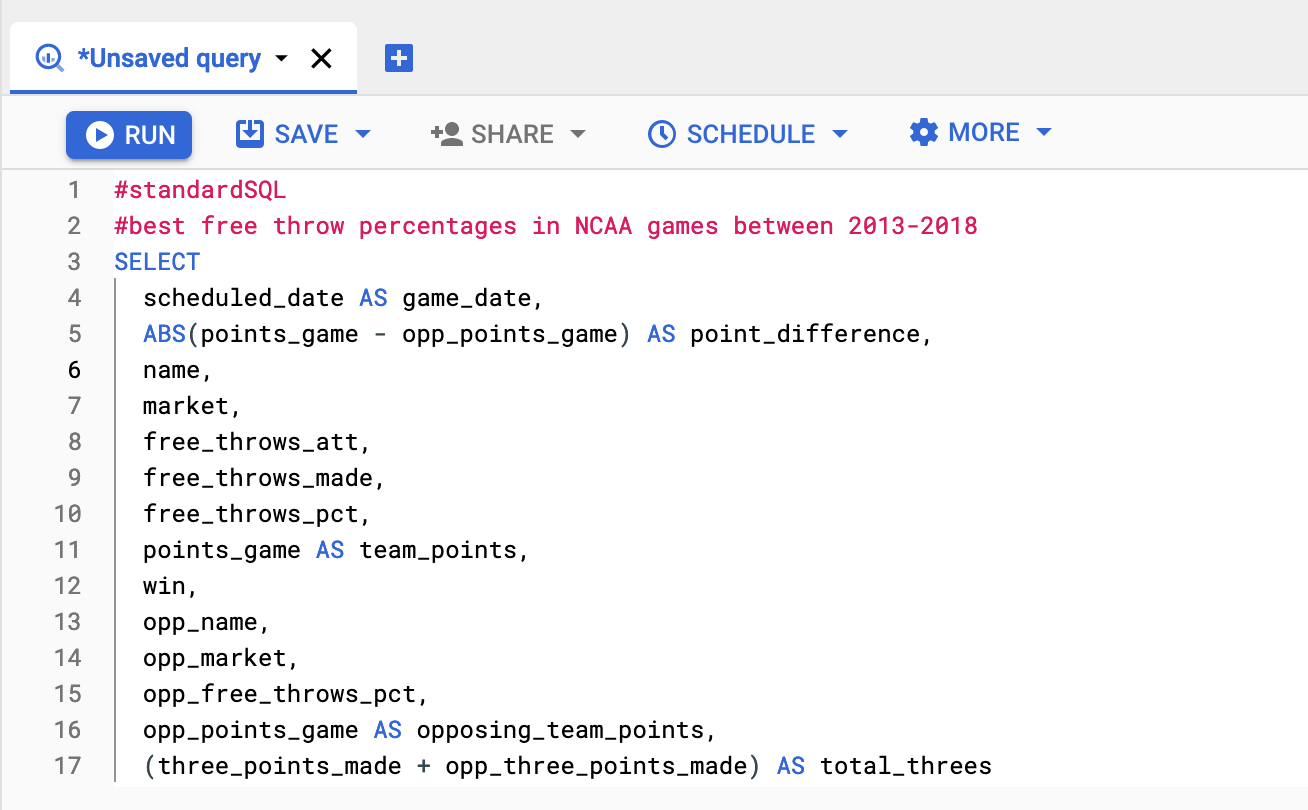 *Unsaved query
RUN SAVE SHARE SCHEDULE MORE
1 #standardSQL
2 #best free throw percentages in NCAA games between 2013-2018
3 SELECT
4 scheduled_date AS game_date,
5 ABS(points_game - opp_points_game) AS point_difference,
6 name,
7 market,
8 free_throws_att,
9 free_throws_made,
10 free_throws_pct,
11 points_game AS team_points,
12 win,
13 opp_name,
14 opp_market,
15 opp_free_throws_pct,
16 opp_points_game AS opposing_team_points,
17 (three_points_made + opp_three_points_made) AS total_threes